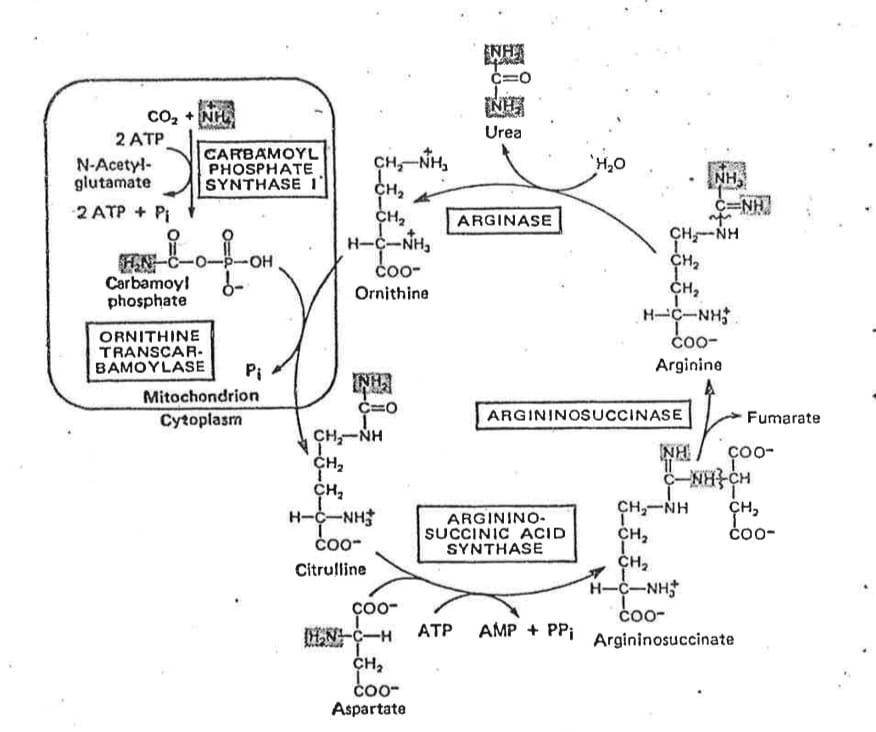 NH₂
C=O
NH₂
Urea
CO₂ + NH₄⁺
2 ATP
N-Acetyl-
glutamate
CARBAMOYL
PHOSPHATE
SYNTHASE I
2 ATP + Pᵢ
O O
H₂N—C—O—P—OH
O⁻
Carbamoyl
phosphate
ORNITHINE
TRANSCAR-
BAMOYLASE
Pᵢ
Mitochondrion
Cytoplasm
CH₂—NH₃⁺
CH₂
CH₂
H—C—NH₃⁺
COO⁻
Ornithine
H₂O
ARGINASE
NH₃⁺
C=NH
CH₂—NH
CH₂
CH₂
H—C—NH₃⁺
COO⁻
Arginine
ARGININOSUCCINASE
Fumarate
NH₂
C=O
CH₂—NH
CH₂
CH₂
H—C—NH₃⁺
COO⁻
Citrulline
ARGININO-
SUCCINIC ACID
SYNTHASE
NH COO⁻
C—NH—CH
CH₂—NH CH₂
CH₂ COO⁻
CH₂
H—C—NH₃⁺
COO⁻
Argininosuccinate
ATP AMP + PPᵢ
COO⁻
H₂N—C—H
CH₂
COO⁻
Aspartate